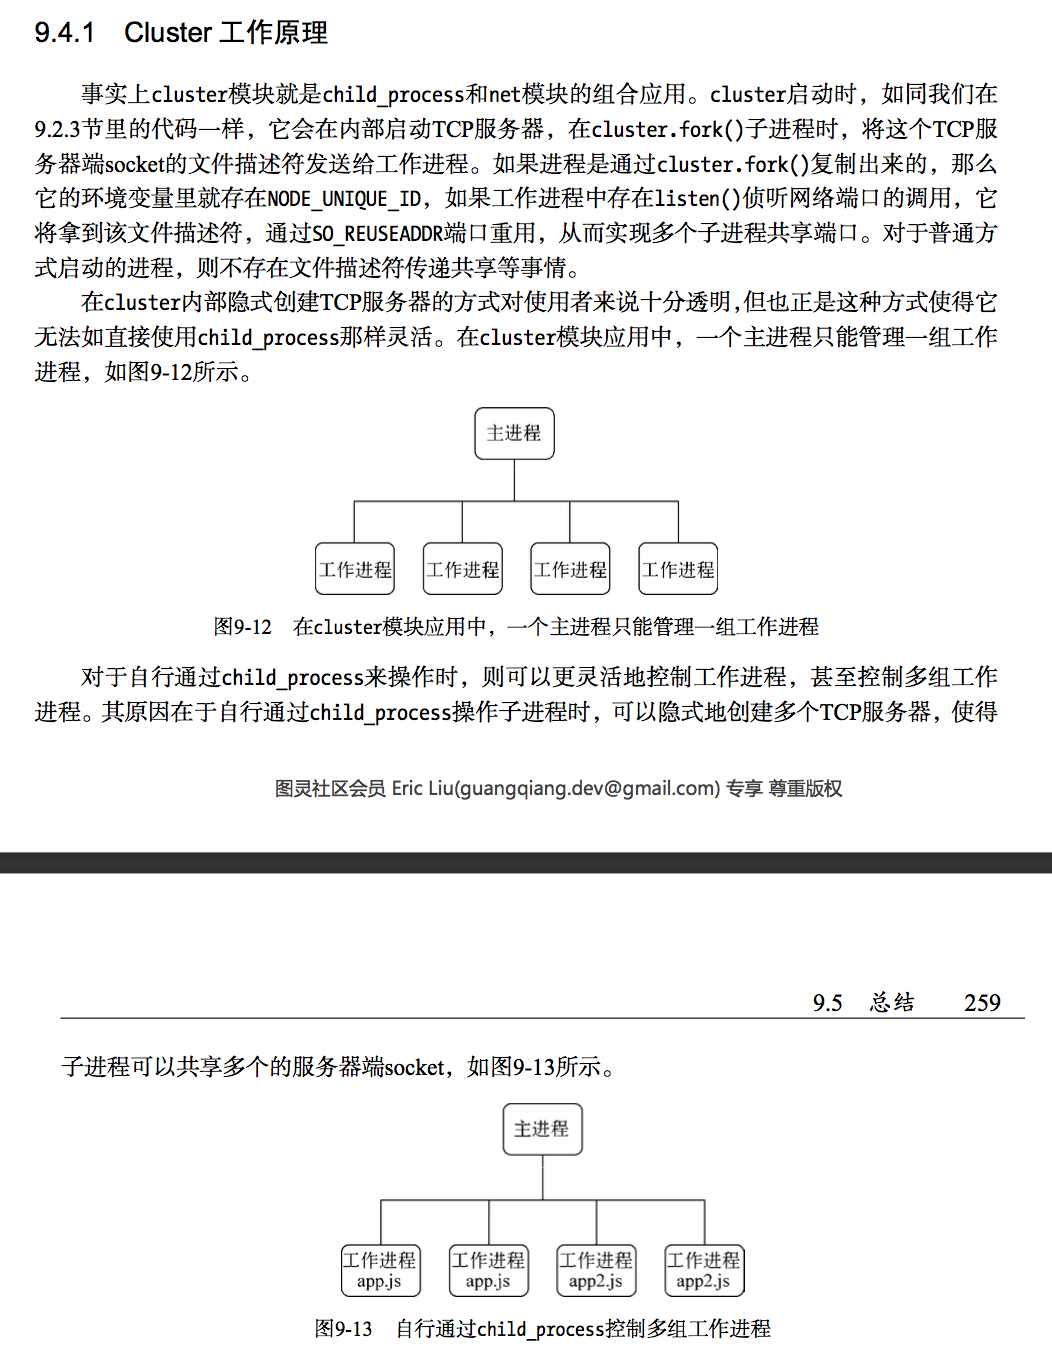 9.4.1 Cluster 工作原理
事实上cluster模块就是child_process和net模块的组合应用。cluster启动时，如同我们在
9.2.3节里的代码一样，它会在内部启动TCP服务器，在cluster.fork()子进程时，将这个TCP服
务器端socket的文件描述符发送给工作进程。如果进程是通过cluster.fork()复制出来的，那么
它的环境变量里就存在NODE_UNIQUE_ID，如果工作进程中存在listen()侦听网络端口的调用，它
将拿到该文件描述符，通过SO_REUSEADDR端口重用，从而实现多个子进程共享端口。对于普通方
式启动的进程，则不存在文件描述符传递共享等事情。
在cluster内部隐式创建TCP服务器的方式对使用者来说十分透明，但也正是这种方式使得它
无法如直接使用child_process那样灵活。在cluster模块应用中，一个主进程只能管理一组工作
进程，如图9-12所示。
主进程
工作进程 工作进程 工作进程 工作进程
图9-12 在cluster模块应用中，一个主进程只能管理一组工作进程
对于自行通过child_process来操作时，则可以更灵活地控制工作进程，甚至控制多组工作
进程。其原因在于自行通过child_process操作子进程时，可以隐式地创建多个TCP服务器，使得
图灵社区会员 Eric Liu(guangqiang.dev@gmail.com) 专享 尊重版权
9.5 总结 259
子进程可以共享多个的服务器端socket，如图9-13所示。
主进程
工作进程 工作进程 工作进程 工作进程
app.js app.js app2.js app2.js
图9-13 自行通过child_process控制多组工作进程